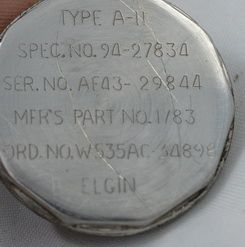 TYPE A-11
SPEC.NO.94-27834
SER.NO.AF43-29844
MFR'S PART NO.1783
ORD.NO.W535AC-34898
ELGIN